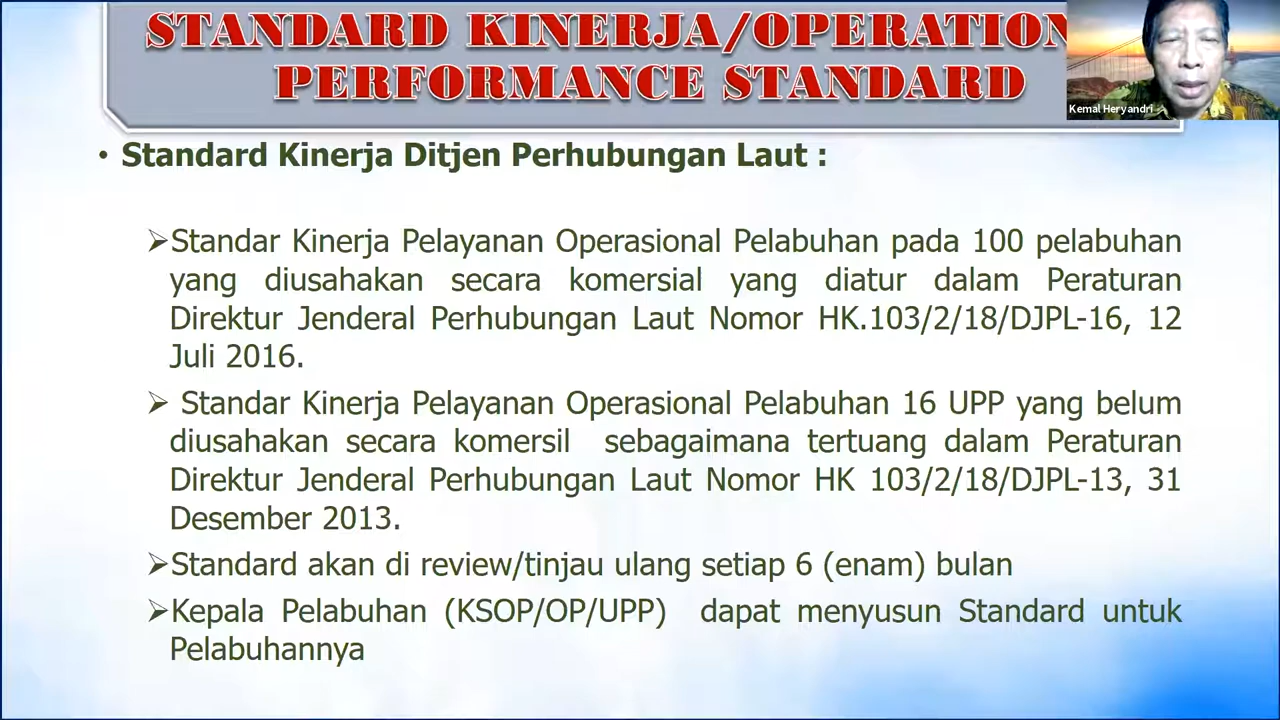 STANDARD KINERJA/OPERATION
PERFORMANCE STANDARD
Kemal Heryandri
• Standard Kinerja Ditjen Perhubungan Laut :
➢Standar Kinerja Pelayanan Operasional Pelabuhan pada 100 pelabuhan
yang diusahakan secara komersial yang diatur dalam Peraturan
Direktur Jenderal Perhubungan Laut Nomor HK.103/2/18/DJPL-16, 12
Juli 2016.
➢ Standar Kinerja Pelayanan Operasional Pelabuhan 16 UPP yang belum
diusahakan secara komersil sebagaimana tertuang dalam Peraturan
Direktur Jenderal Perhubungan Laut Nomor HK 103/2/18/DJPL-13, 31
Desember 2013.
➢Standard akan di review/tinjau ulang setiap 6 (enam) bulan
➢Kepala Pelabuhan (KSOP/OP/UPP) dapat menyusun Standard untuk
Pelabuhannya